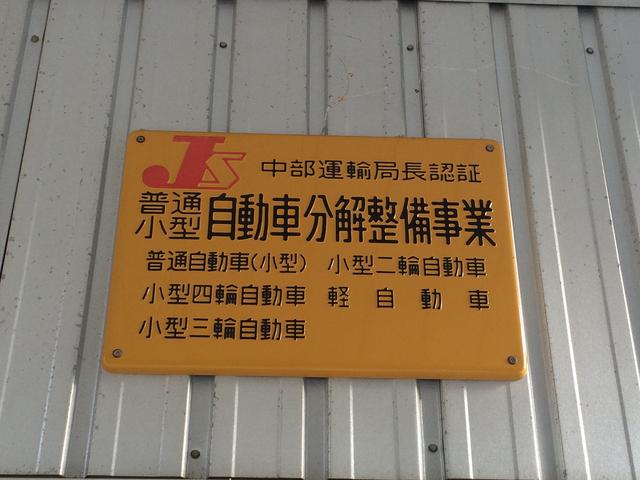 JS 中部運輸局長認証
普通
小型 自動車分解整備事業
普通自動車(小型) 小型二輪自動車
小型四輪自動車 軽自動車
小型三輪自動車